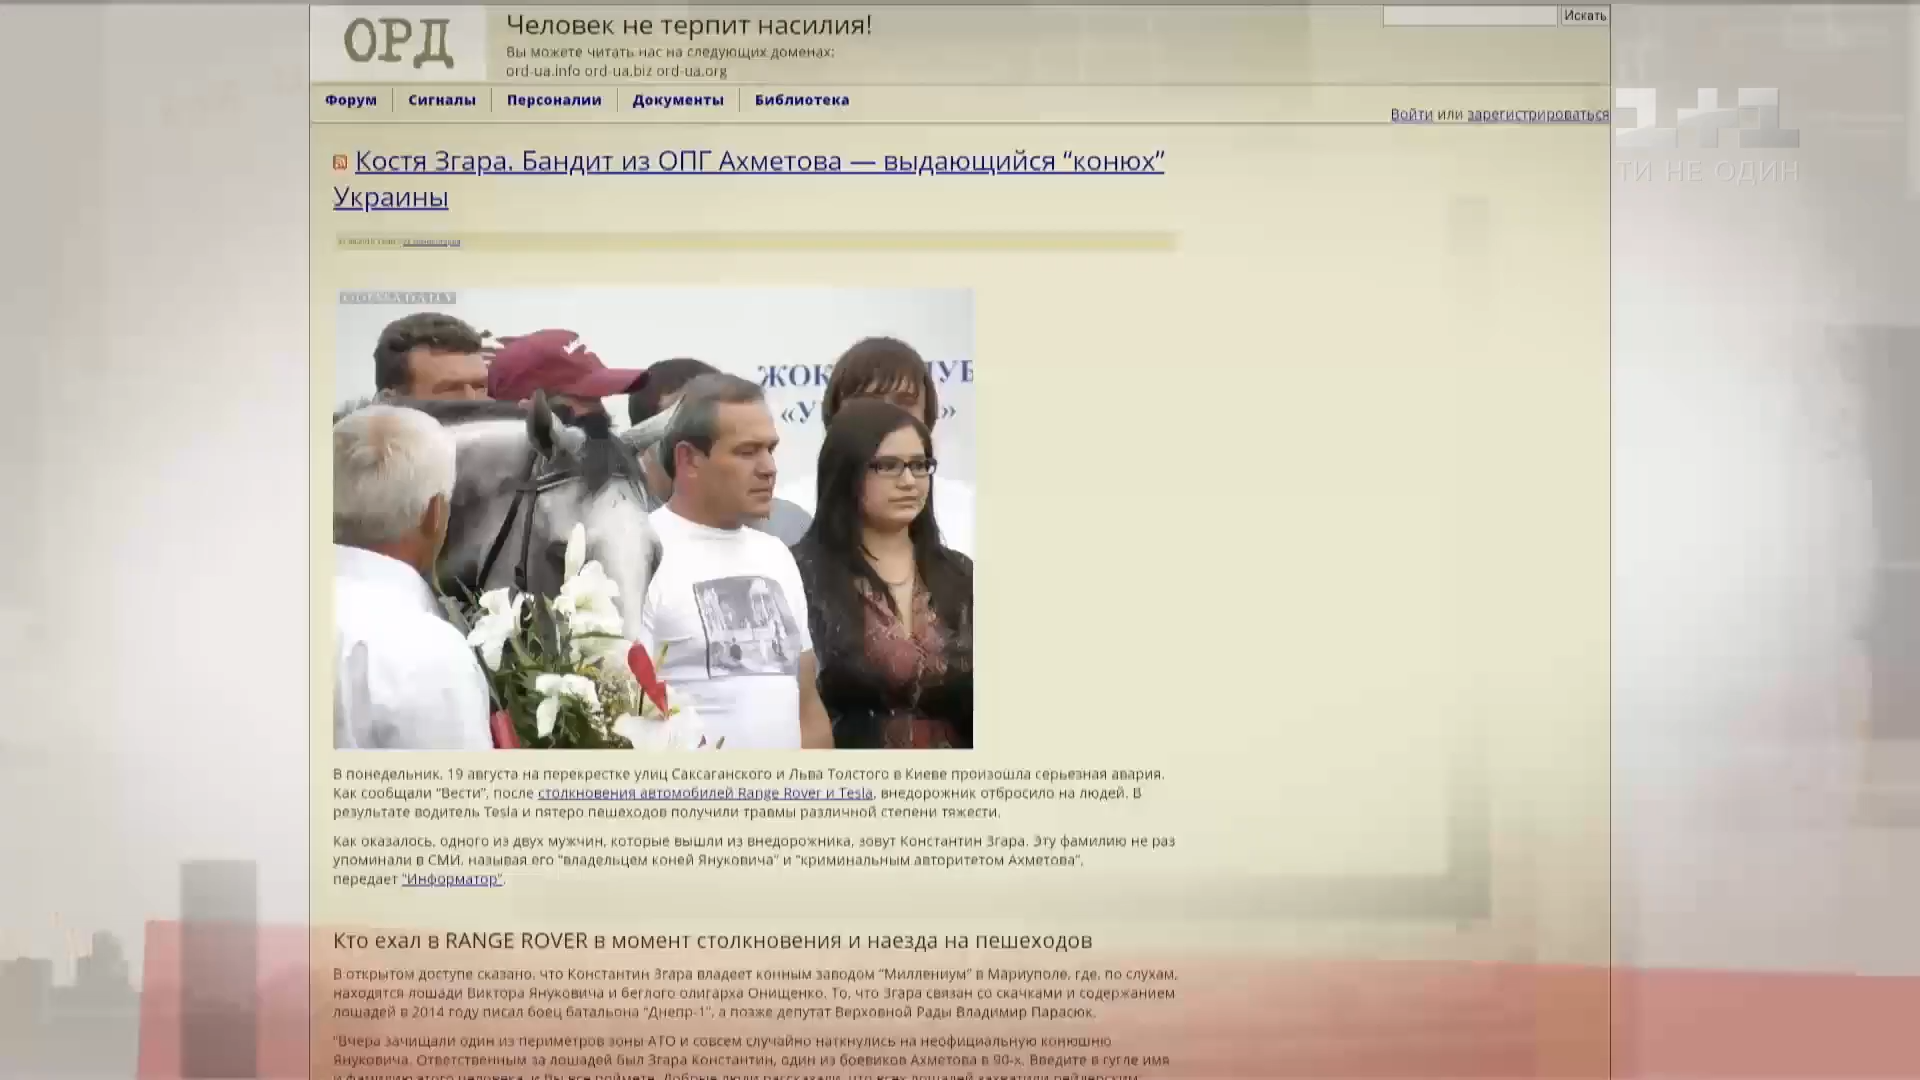 ОРД
Человек не терпит насилия!
Вы можете читать нас на следующих доменах:
ord-ua.info ord-ua.biz ord-ua.org
Искать
Форум
Сигналы
Персоналии
Документы
Библиотека
Войти или зарегистрироваться
1+1
ТИ НЕ ОДИН
Костя Згара. Бандит из ОПГ Ахметова — выдающийся “конюх”
Украины
ЖОК УБ
«У »
В понедельник, 19 августа на перекрестке улиц Саксаганского и Льва Толстого в Киеве произошла серьезная авария.
Как сообщали “Вести”, после столкновения автомобилей Range Rover и Tesla, внедорожник отбросило на людей. В
результате водитель Tesla и пятеро пешеходов получили травмы различной степени тяжести.
Как оказалось, одного из двух мужчин, которые вышли из внедорожника, зовут Константин Згара. Эту фамилию не раз
упоминали в СМИ, называя его “владельцем коней Януковича” и “криминальным авторитетом Ахметова”,
передает “Информатор”.
Кто ехал в RANGE ROVER в момент столкновения и наезда на пешеходов
В открытом доступе сказано, что Константин Згара владеет конным заводом “Миллениум” в Мариуполе, где, по слухам,
находятся лошади Виктора Януковича и беглого олигарха Онищенко. То, что Згара связан со скачками и содержанием
лошадей в 2014 году писал боец батальона “Днепр-1”, а позже депутат Верховной Рады Владимир Парасюк.
“Вчера зачищали один из периметров зоны АТО и совсем случайно наткнулись на неофициальную конюшню
Януковича. Ответственным за лошадей был Згара Константин, один из боевиков Ахметова в 90-х. Введите в гугле имя